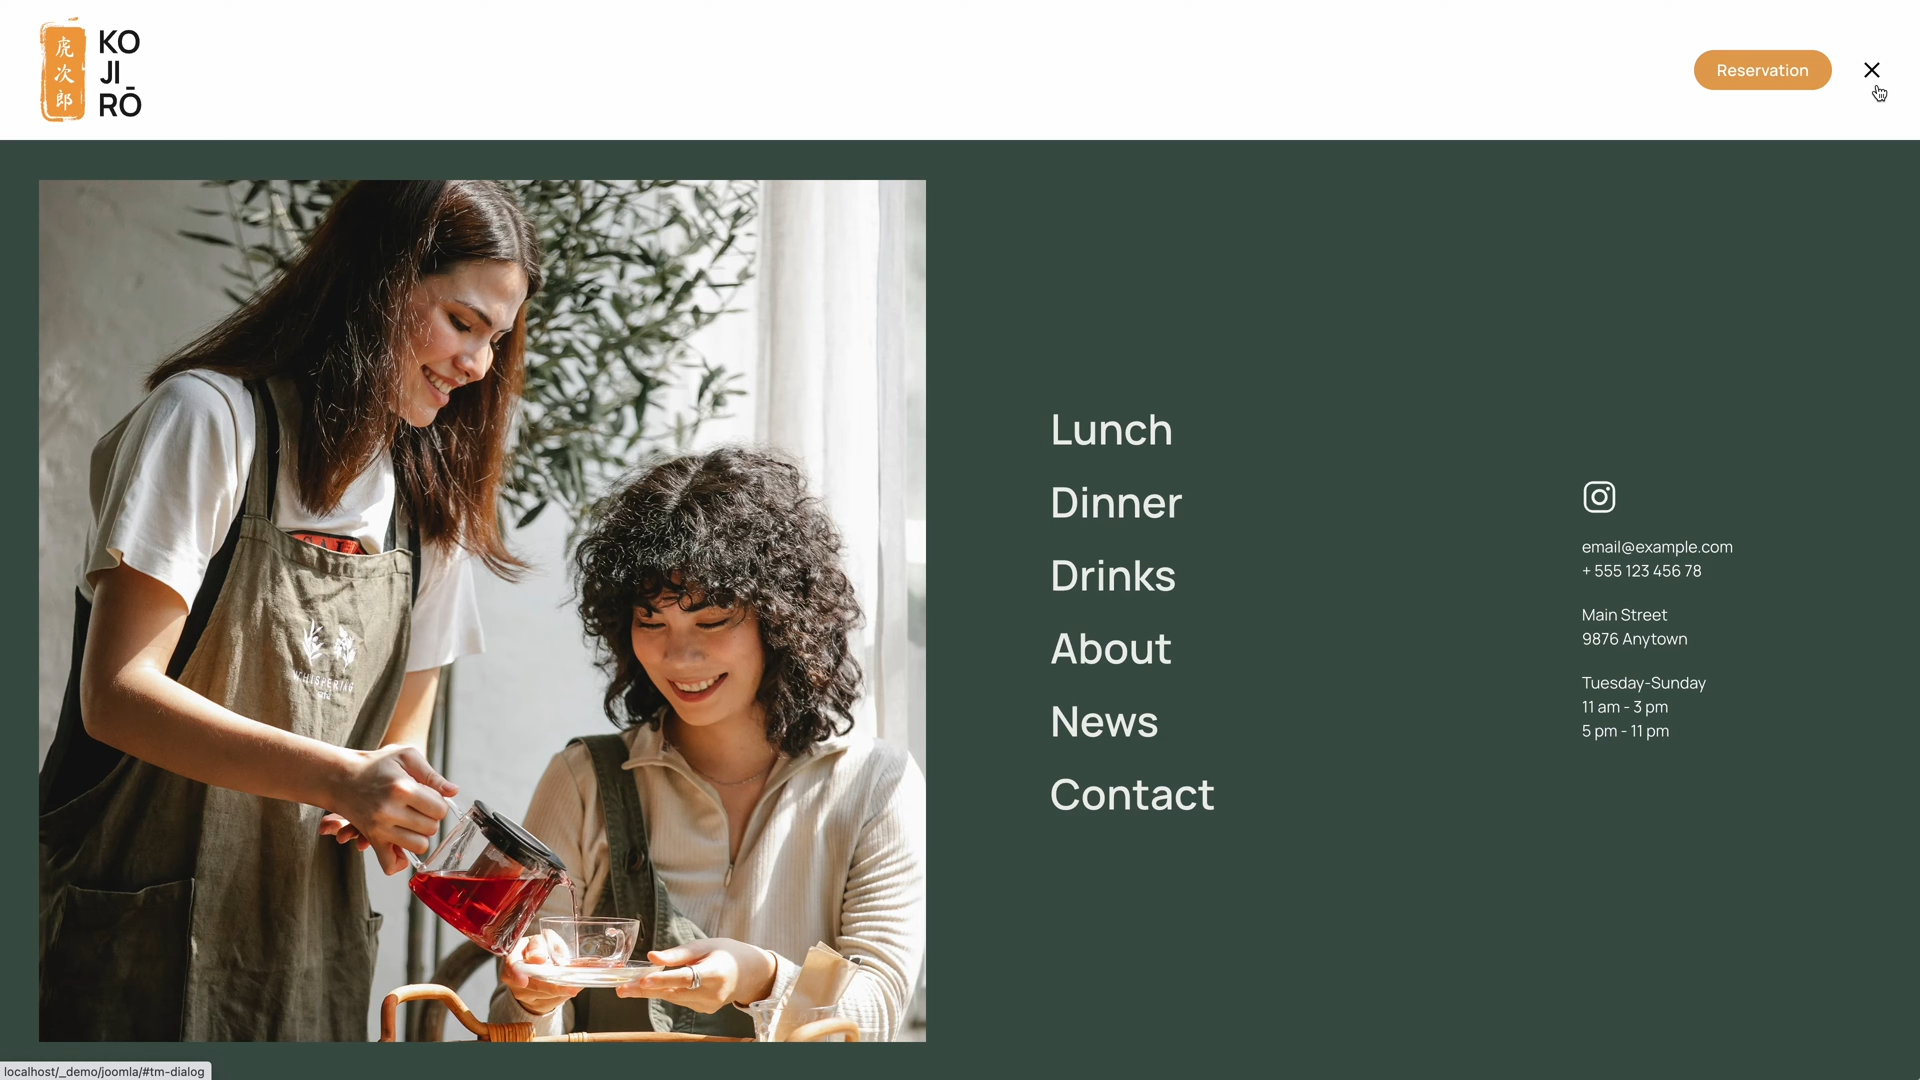 虎次郎
KO
JI
RŌ
Reservation
WHISPERING
café
Lunch
Dinner
Drinks
About
News
Contact
email@example.com
+ 555 123 456 78
Main Street
9876 Anytown
Tuesday-Sunday
11 am - 3 pm
5 pm - 11 pm
localhost/_demo/joomla/#tm-dialog